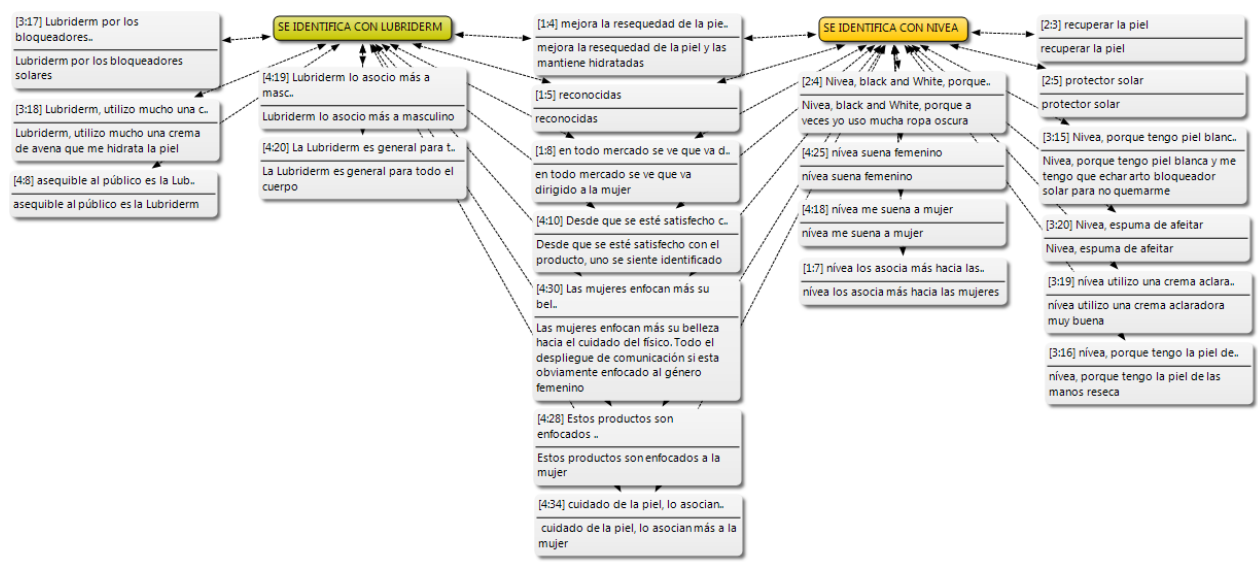 [3:17] Lubriderm por los
bloqueadores..
Lubriderm por los bloqueadores
solares
[3:18] Lubriderm, utilizo mucho una c..
Lubriderm, utilizo mucho una crema
de avena que me hidrata la piel
[4:8] asequible al público es la Lub..
asequible al público es la Lubriderm
SE IDENTIFICA CON LUBRIDERM
[4:19] Lubriderm lo asocio más a
masc..
Lubriderm lo asocio más a masculino
[4:20] La Lubriderm es general para t..
La Lubriderm es general para todo el
cuerpo
[1:4] mejora la resequedad de la pie..
mejora la resequedad de la piel y las
mantiene hidratadas
[1:5] reconocidas
reconocidas
[1:8] en todo mercado se ve que va d..
en todo mercado se ve que va
dirigido a la mujer
[4:10] Desde que se esté satisfecho c..
Desde que se esté satisfecho con el
producto, uno se siente identificado
[4:30] Las mujeres enfocan más su
bel..
Las mujeres enfocan más su belleza
hacia el cuidado del físico. Todo el
despliegue de comunicación si esta
obviamente enfocado al género
femenino
[4:28] Estos productos son
enfocados ..
Estos productos son enfocados a la
mujer
[4:34] cuidado de la piel, lo asocian..
cuidado de la piel, lo asocian más a la
mujer
SE IDENTIFICA CON NIVEA
[2:4] Nivea, black and White, porque..
Nivea, black and White, porque a
veces yo uso mucha ropa oscura
[4:25] nívea suena femenino
nívea suena femenino
[4:18] nívea me suena a mujer
nívea me suena a mujer
[1:7] nívea los asocia más hacia las..
nívea los asocia más hacia las mujeres
[2:3] recuperar la piel
recuperar la piel
[2:5] protector solar
protector solar
[3:15] Nivea, porque tengo piel blanc..
Nivea, porque tengo piel blanca y me
tengo que echar arto bloqueador
solar para no quemarme
[3:20] Nivea, espuma de afeitar
Nivea, espuma de afeitar
[3:19] nívea utilizo una crema aclara..
nívea utilizo una crema aclaradora
muy buena
[3:16] nívea, porque tengo la piel de..
nívea, porque tengo la piel de las
manos reseca